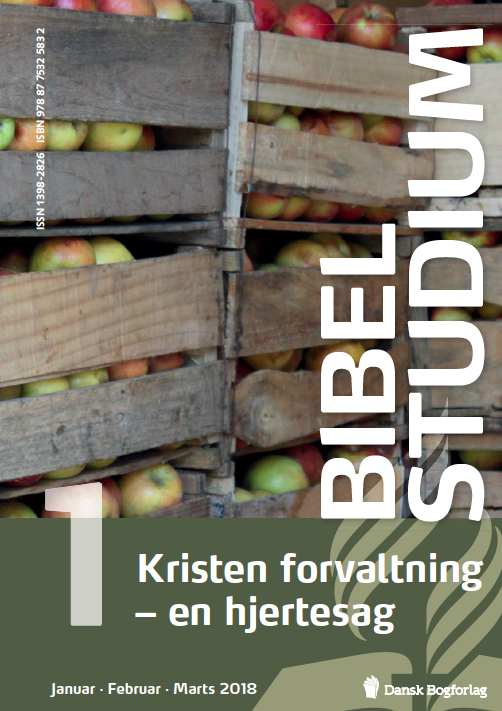 ISSN 1398-2826 ISBN 978 87 7532 583 2
BIBEL
STUDIUM
1
Kristen forvaltning
– en hjertesag
Januar · Februar · Marts 2018
Dansk Bogforlag